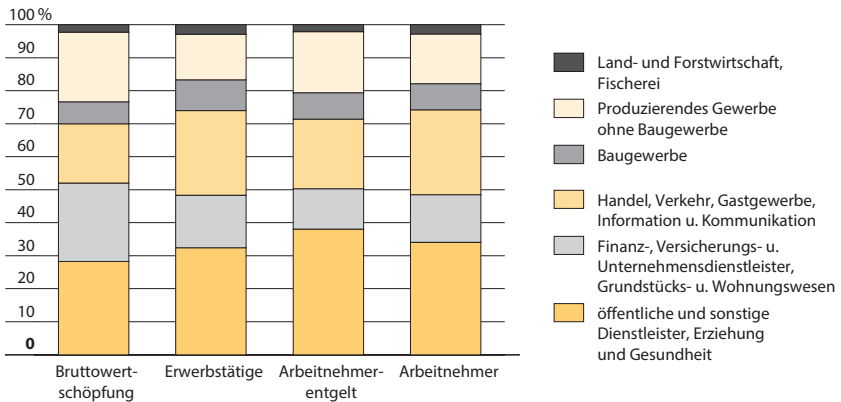 100 %
90
80
70
60
50
40
30
20
10
0
Bruttowert-
schöpfung
Erwerbstätige
Arbeitnehmer-
entgelt
Arbeitnehmer
Land- und Forstwirtschaft,
Fischerei
Produzierendes Gewerbe
ohne Baugewerbe
Baugewerbe
Handel, Verkehr, Gastgewerbe,
Information u. Kommunikation
Finanz-, Versicherungs- u.
Unternehmensdienstleister,
Grundstücks- u. Wohnungswesen
öffentliche und sonstige
Dienstleister, Erziehung
und Gesundheit